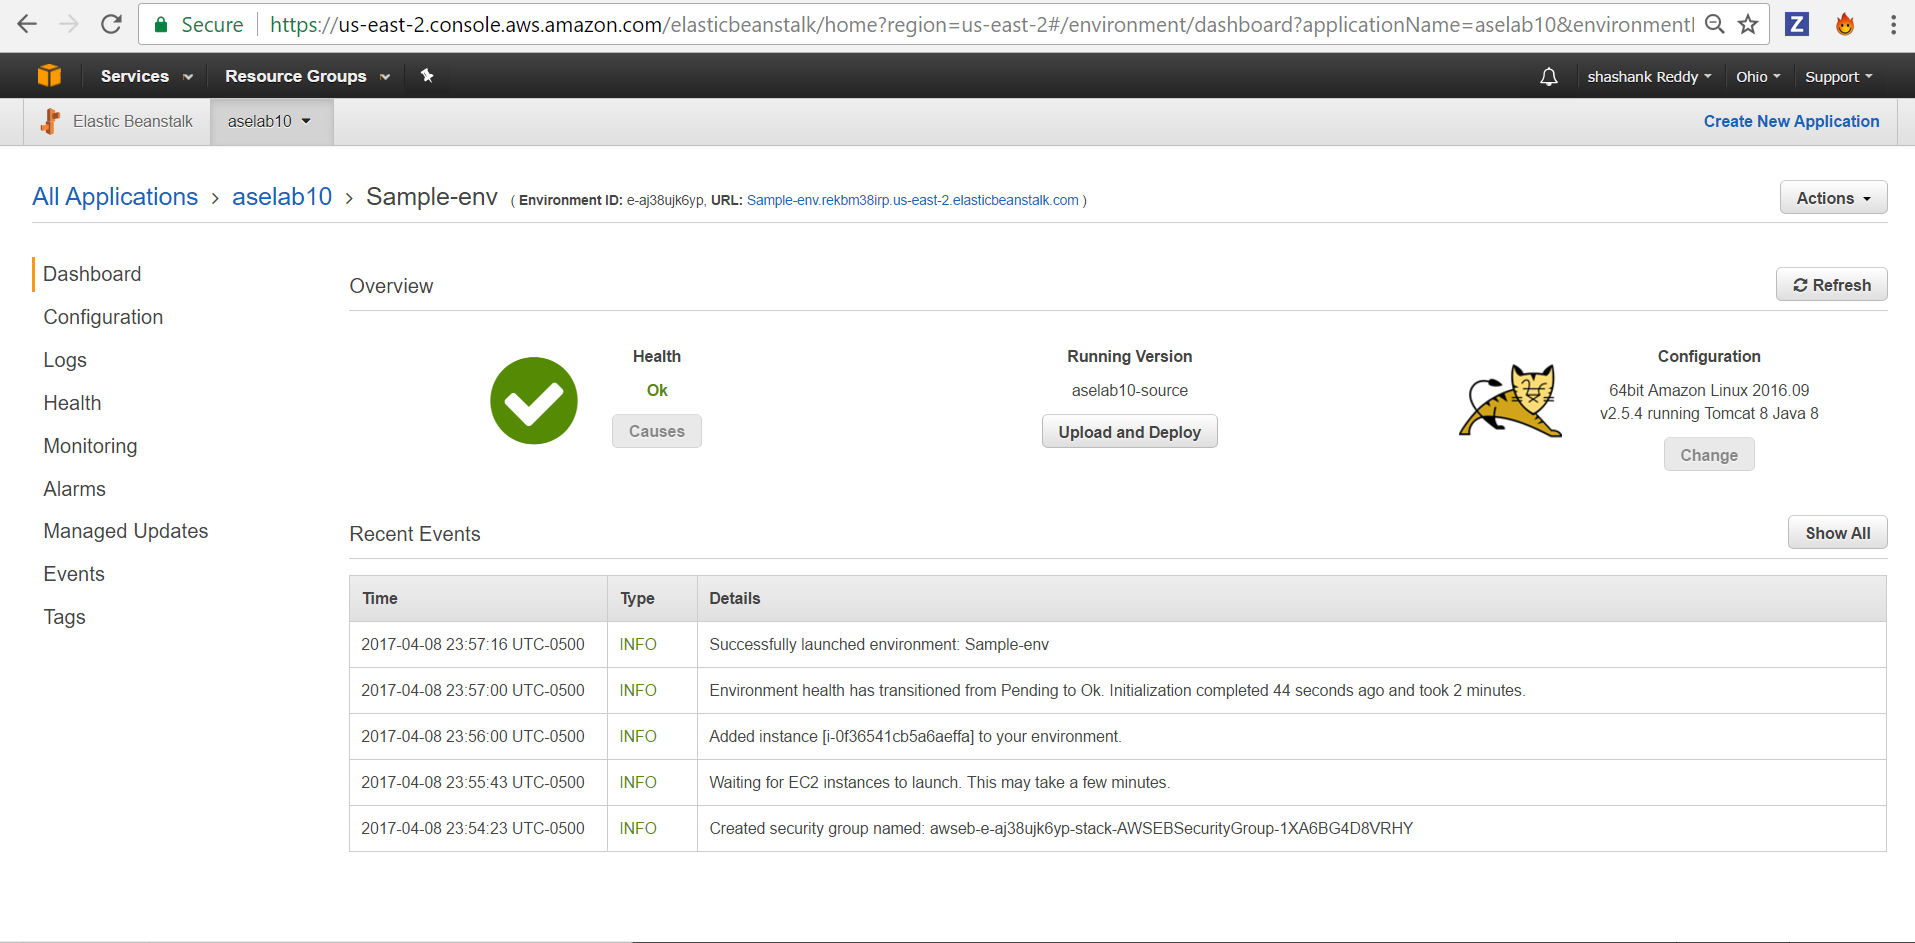 Secure https://us-east-2.console.aws.amazon.com/elasticbeanstalk/home?region=us-east-2#/environment/dashboard?applicationName=aselab10&environmentI
Z
Services Resource Groups shashank Reddy Ohio Support
Elastic Beanstalk aselab10 Create New Application
All Applications › aselab10 › Sample-env ( Environment ID: e-aj38ujk6yp, URL: Sample-env.rekbm38irp.us-east-2.elasticbeanstalk.com ) Actions
Dashboard
Configuration
Logs
Health
Monitoring
Alarms
Managed Updates
Events
Tags
Overview Refresh
Health
Ok
Causes
Running Version
aselab10-source
Upload and Deploy
Configuration
64bit Amazon Linux 2016.09
v2.5.4 running Tomcat 8 Java 8
Change
Recent Events Show All
Time Type Details
2017-04-08 23:57:16 UTC-0500 INFO Successfully launched environment: Sample-env
2017-04-08 23:57:00 UTC-0500 INFO Environment health has transitioned from Pending to Ok. Initialization completed 44 seconds ago and took 2 minutes.
2017-04-08 23:56:00 UTC-0500 INFO Added instance [i-0f36541cb5a6aeffa] to your environment.
2017-04-08 23:55:43 UTC-0500 INFO Waiting for EC2 instances to launch. This may take a few minutes.
2017-04-08 23:54:23 UTC-0500 INFO Created security group named: awseb-e-aj38ujk6yp-stack-AWSEBSecurityGroup-1XA6BG4D8VRHY